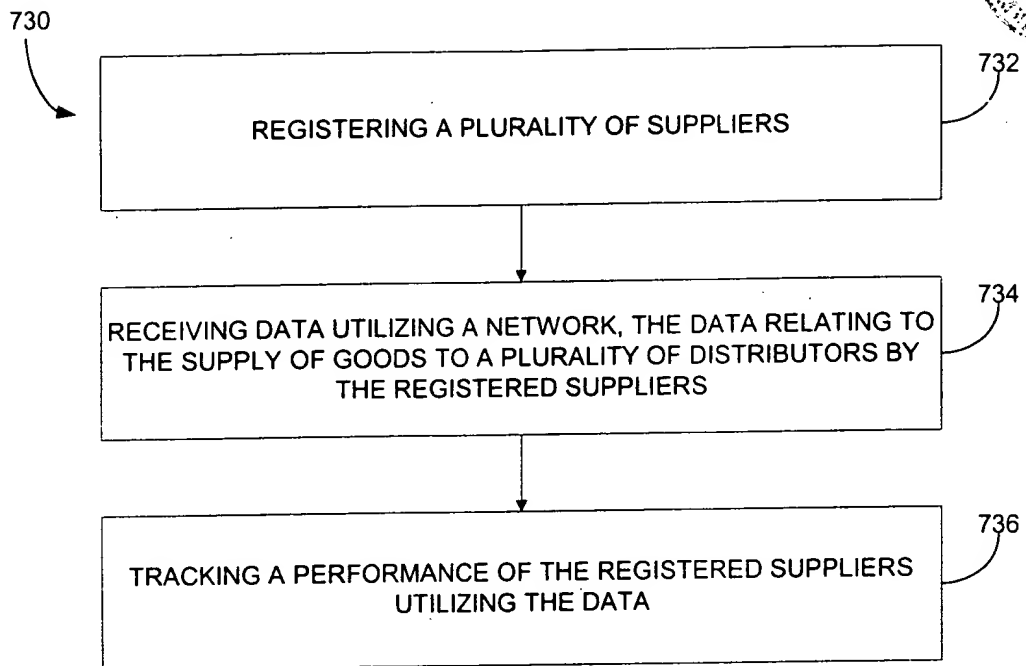 730
732
REGISTERING A PLURALITY OF SUPPLIERS
734
RECEIVING DATA UTILIZING A NETWORK, THE DATA RELATING TO
THE SUPPLY OF GOODS TO A PLURALITY OF DISTRIBUTORS BY
THE REGISTERED SUPPLIERS
736
TRACKING A PERFORMANCE OF THE REGISTERED SUPPLIERS
UTILIZING THE DATA